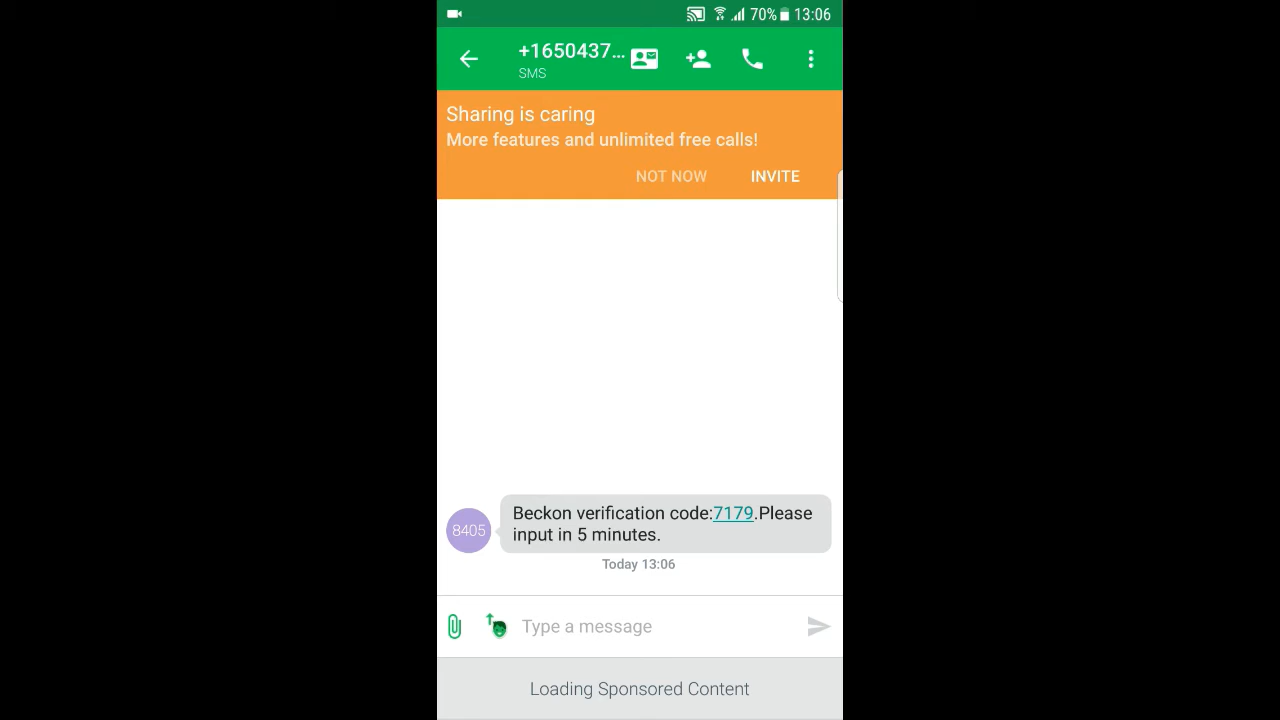 70% 13:06
+1650437...
SMS
Sharing is caring
More features and unlimited free calls!
NOT NOW INVITE
8405
Beckon verification code:7179.Please
input in 5 minutes.
Today 13:06
Type a message
Loading Sponsored Content